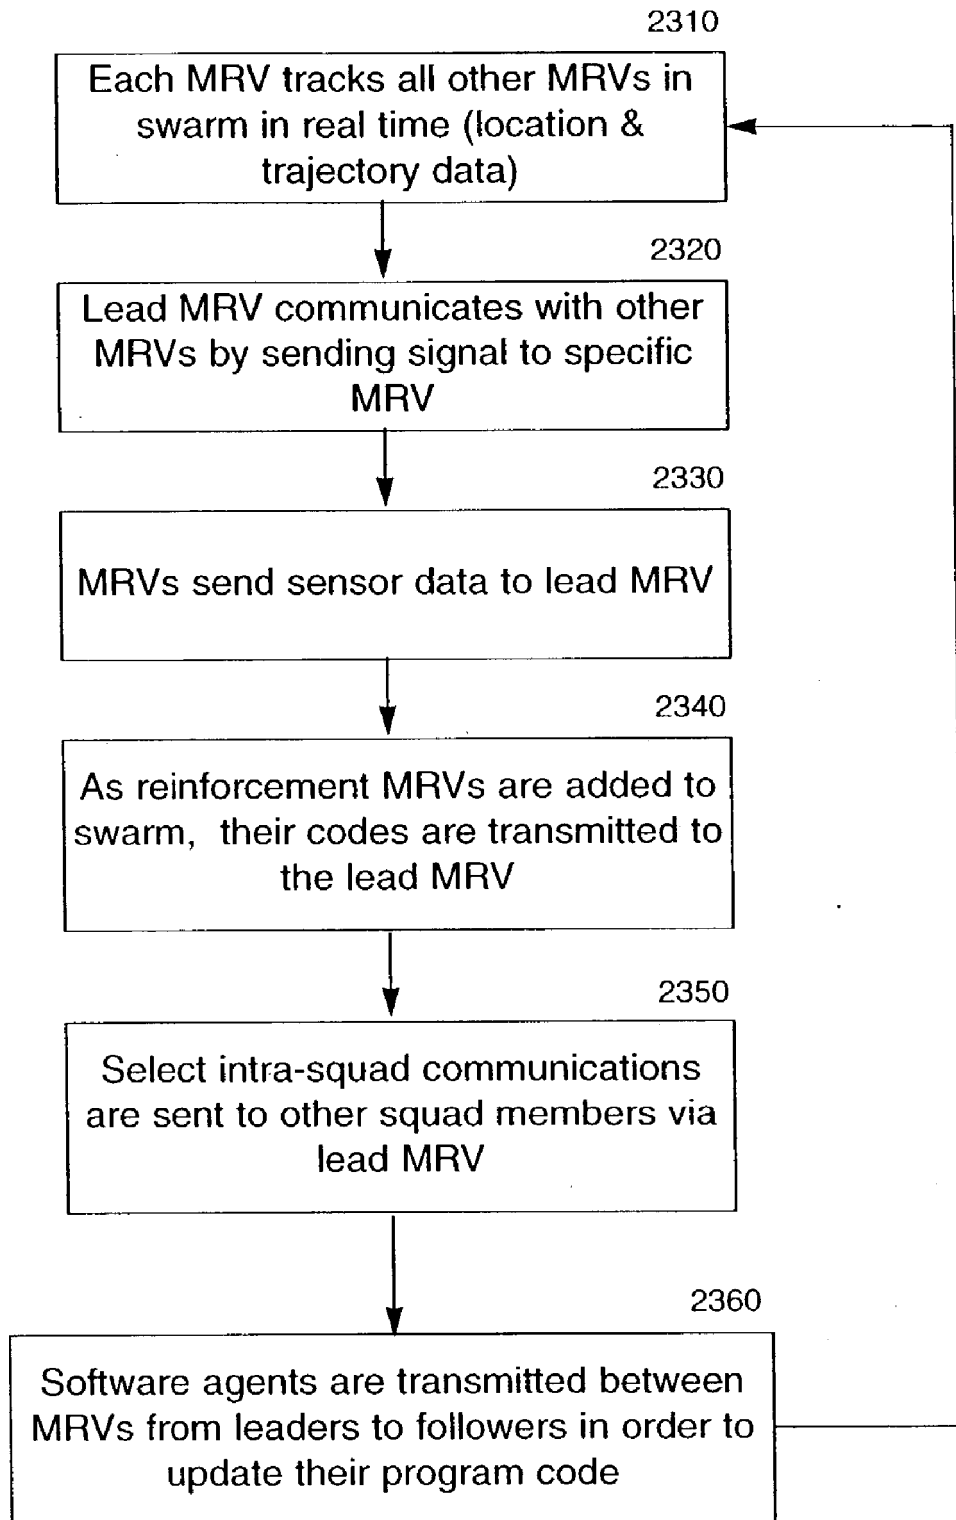 2310
Each MRV tracks all other MRVs in
swarm in real time (location &
trajectory data)
2320
Lead MRV communicates with other
MRVs by sending signal to specific
MRV
2330
MRVs send sensor data to lead MRV
2340
As reinforcement MRVs are added to
swarm, their codes are transmitted to
the lead MRV
2350
Select intra-squad communications
are sent to other squad members via
lead MRV
2360
Software agents are transmitted between
MRVs from leaders to followers in order to
update their program code